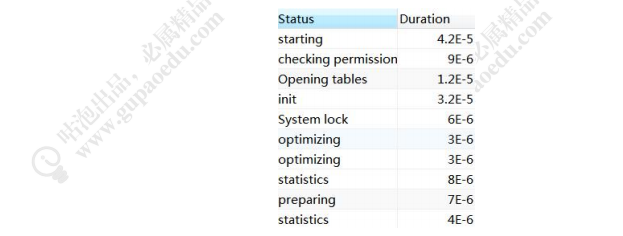 Status Duration
starting 4.2E-5
checking permission 9E-6
Opening tables 1.2E-5
init 3.2E-5
System lock 6E-6
optimizing 3E-6
optimizing 3E-6
statistics 8E-6
preparing 7E-6
statistics 4E-6
咕泡出品，必属精品
www.gupaoedu.com